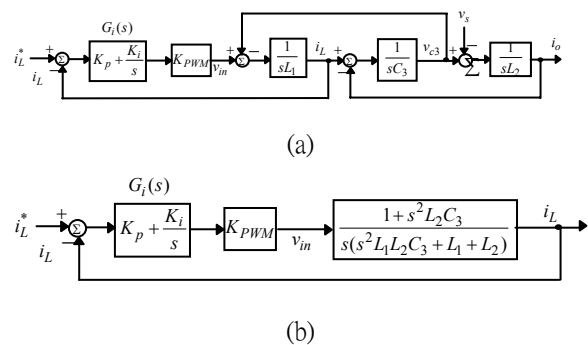 G_i(s)
v_s
i_L^* + Σ − i_L K_p + K_i/s K_PWM v_in + Σ − 1/(sL_1) i_L + Σ − 1/(sC_3) v_c3 + Σ − 1/(sL_2) i_o
(a)
G_i(s)
i_L^* + Σ − i_L K_p + K_i/s K_PWM v_in (1 + s^2 L_2 C_3)/(s(s^2 L_1 L_2 C_3 + L_1 + L_2)) i_L
(b)